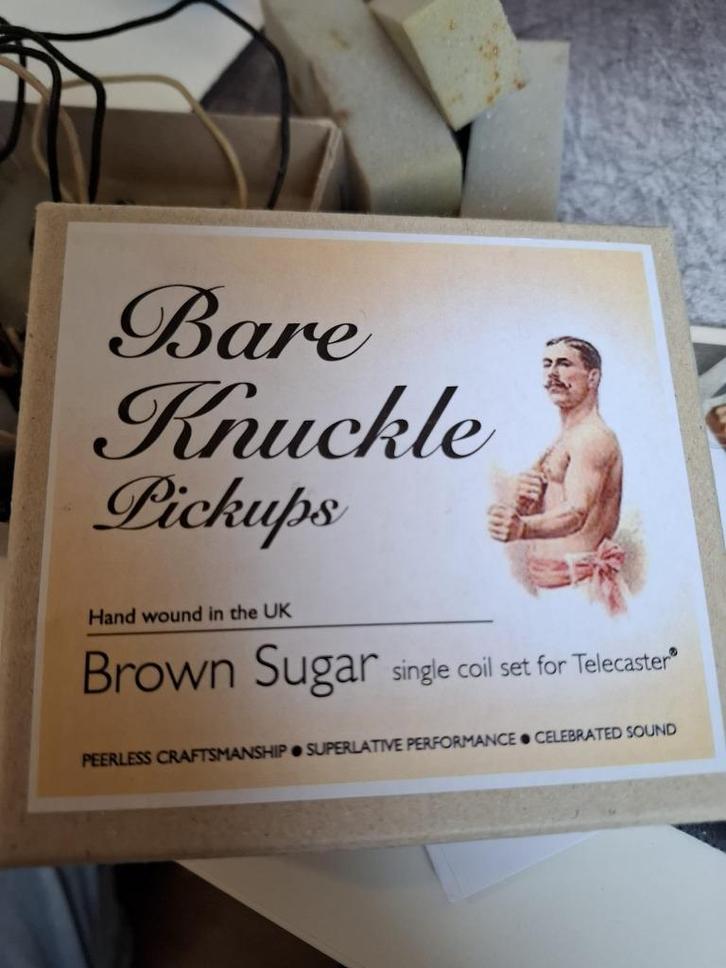 Bare
Knuckle
Pickups
Hand wound in the UK
Brown Sugar single coil set for Telecaster®
PEERLESS CRAFTSMANSHIP ● SUPERLATIVE PERFORMANCE ● CELEBRATED SOUND